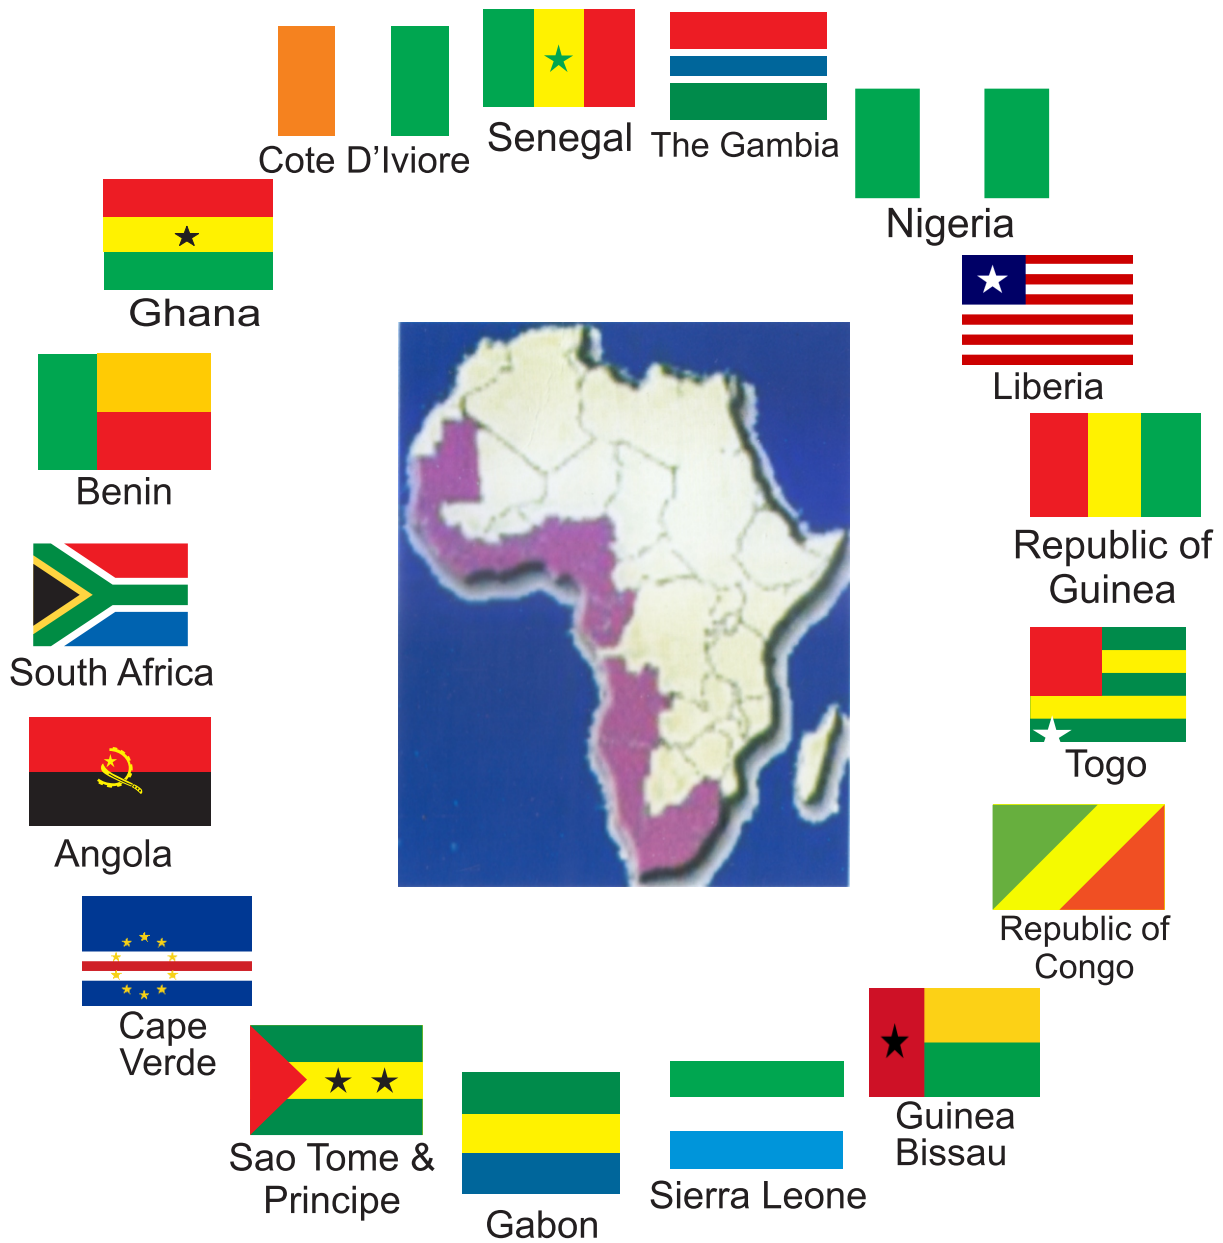 Cote D’Iviore
Senegal
The Gambia
Nigeria
Ghana
Liberia
Benin
Republic of
Guinea
South Africa
Togo
Angola
Republic of
Congo
Cape
Verde
Guinea
Bissau
Sao Tome &
Principe
Sierra Leone
Gabon